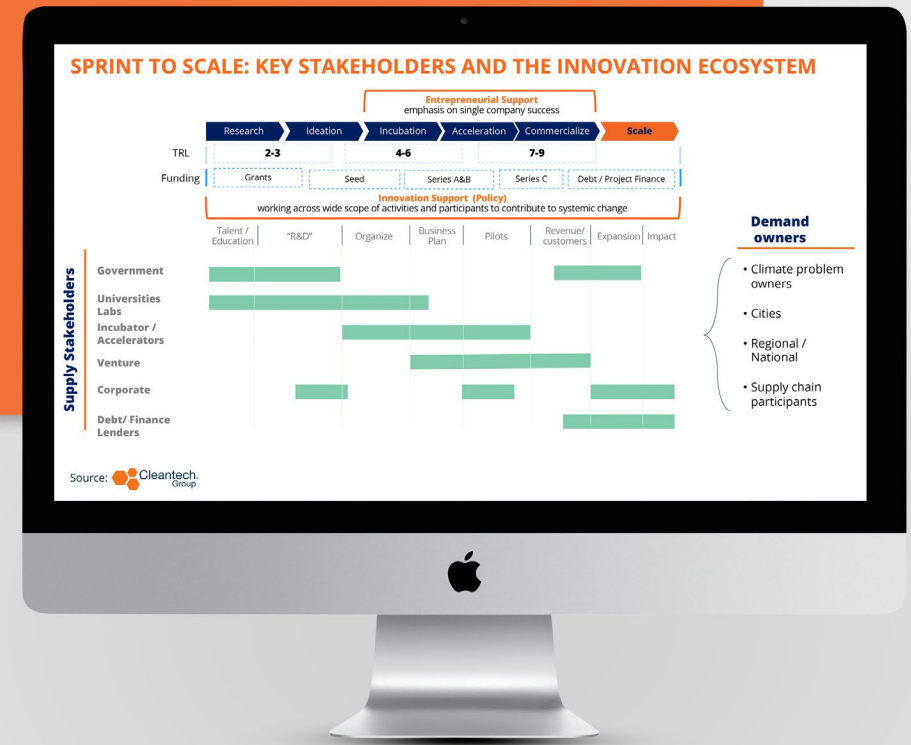 SPRINT TO SCALE: KEY STAKEHOLDERS AND THE INNOVATION ECOSYSTEM
Entrepreneurial Support
emphasis on single company success
Research Ideation Incubation Acceleration Commercialize Scale
TRL 2-3 4-6 7-9
Funding Grants Seed Series A&B Series C Debt / Project Finance
Innovation Support (Policy)
working across wide scope of activities and participants to contribute to systemic change
Talent /
Education
"R&D"
Organize
Business
Plan
Pilots
Revenue/
customers
Expansion
Impact
Supply Stakeholders
Government
Universities
Labs
Incubator /
Accelerators
Venture
Corporate
Debt/ Finance
Lenders
Demand
owners
• Climate problem
owners
• Cities
• Regional /
National
• Supply chain
participants
Source: Cleantech
Group